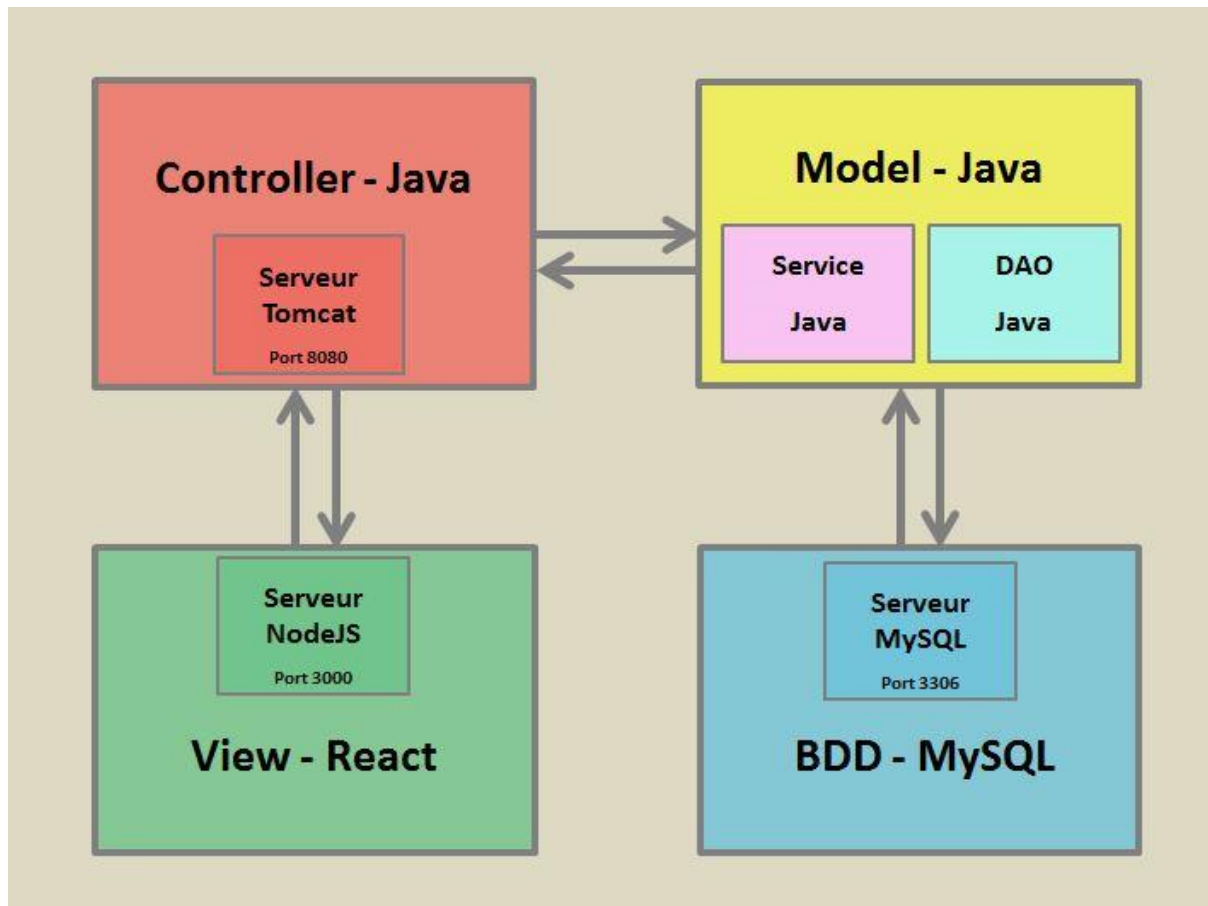 Controller - Java
Serveur
Tomcat
Port 8080
Model - Java
Service
Java
DAO
Java
Serveur
NodeJS
Port 3000
View - React
Serveur
MySQL
Port 3306
BDD - MySQL